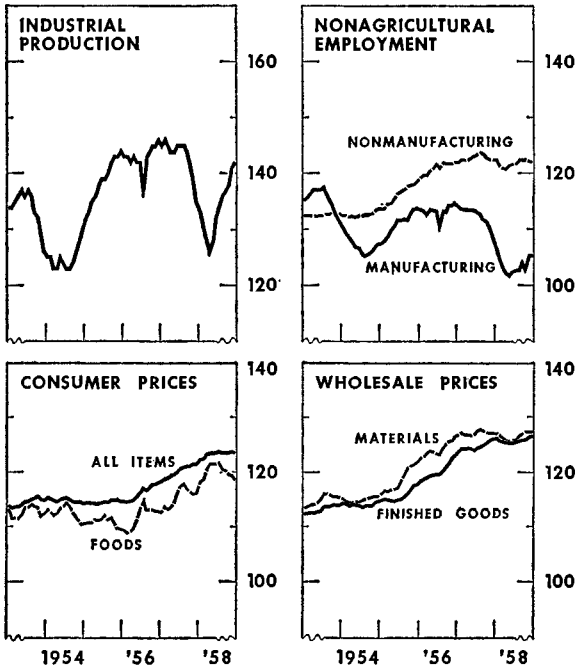 INDUSTRIAL
PRODUCTION
160
140
120
NONAGRICULTURAL
EMPLOYMENT
140
NONMANUFACTURING
120
MANUFACTURING
100
CONSUMER PRICES
140
ALL ITEMS
120
FOODS
100
1954 '56 '58
WHOLESALE PRICES
140
MATERIALS
120
FINISHED GOODS
100
1954 '56 '58